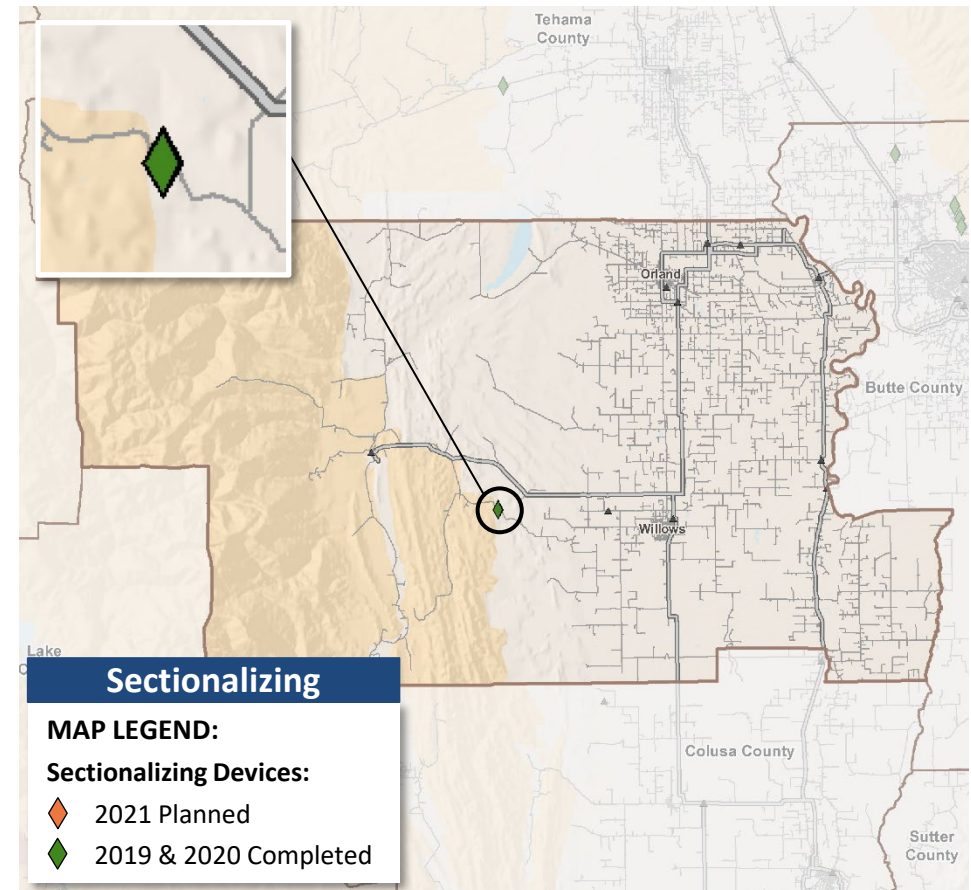 Tehama
County
Orland
Butte County
Willows
Lake
Sectionalizing
MAP LEGEND:
Sectionalizing Devices:
2021 Planned
2019 & 2020 Completed
Colusa County
Sutter
County